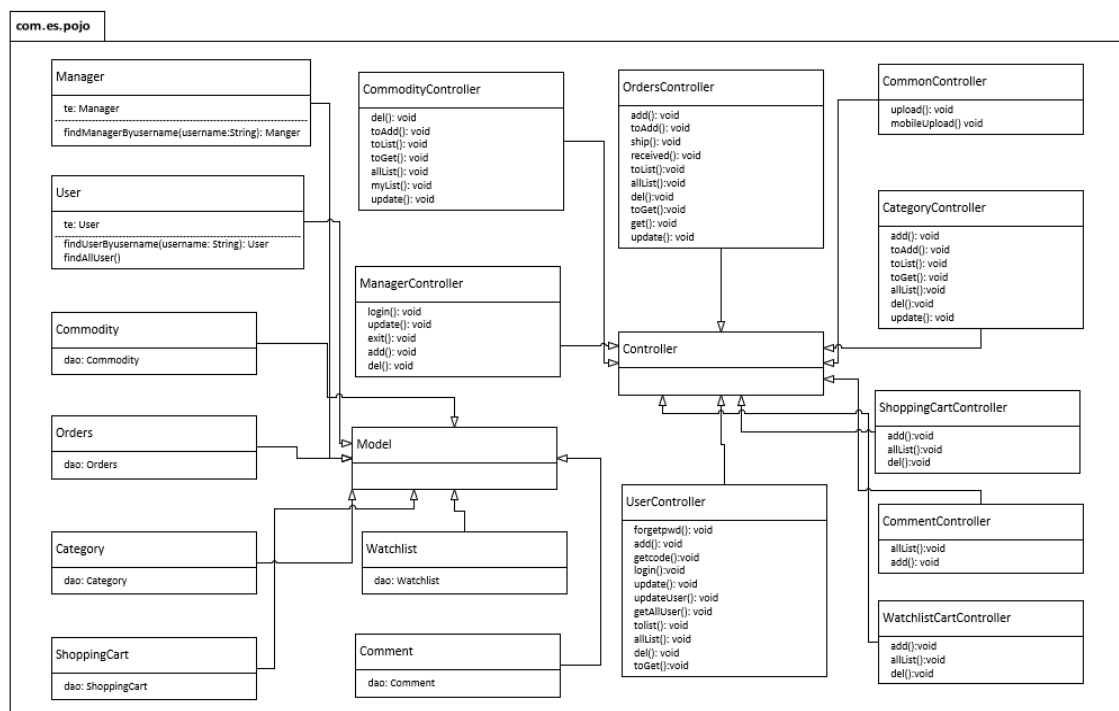 com.es.pojo
Manager
te: Manager
findManagerByusername(username:String): Manger
User
te: User
findUserByusername(username: String): User
findAllUser()
Commodity
dao: Commodity
Orders
dao: Orders
Category
dao: Category
ShoppingCart
dao: ShoppingCart
CommodityController
del(): void
toAdd(): void
toList(): void
toGet(): void
allList(): void
myList(): void
update(): void
ManagerController
login(): void
update(): void
exit(): void
add(): void
del(): void
Model
Watchlist
dao: Watchlist
Comment
dao: Comment
OrdersController
add(): void
toAdd(): void
ship(): void
received(): void
toList():void
allList(): void
del():void
toGet():void
get(): void
update(): void
Controller
UserController
forgetpwd(): void
add(): void
getcode(): void
login():void
update(): void
updateUser(): void
getAllUser(): void
tolist(): void
allList(): void
del(): void
toGet():void
CommonController
upload(): void
mobileUpload() void
CategoryController
add(): void
toAdd(): void
toList(): void
toGet(): void
allList():void
del():void
update(): void
ShoppingCartController
add():void
allList():void
del():void
CommentController
allList(): void
add(): void
WatchlistCartController
add():void
allList():void
del():void